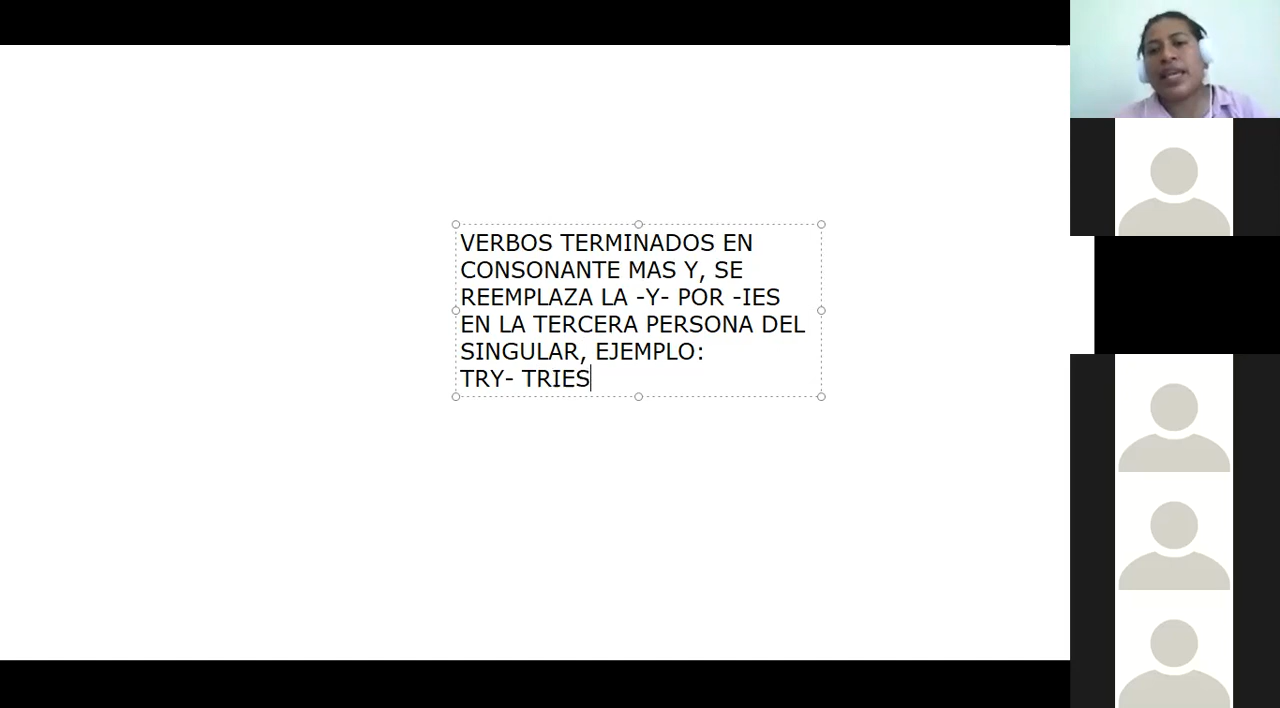 VERBOS TERMINADOS EN
CONSONANTE MAS Y, SE
REEMPLAZA LA -Y- POR -IES
EN LA TERCERA PERSONA DEL
SINGULAR, EJEMPLO:
TRY- TRIES